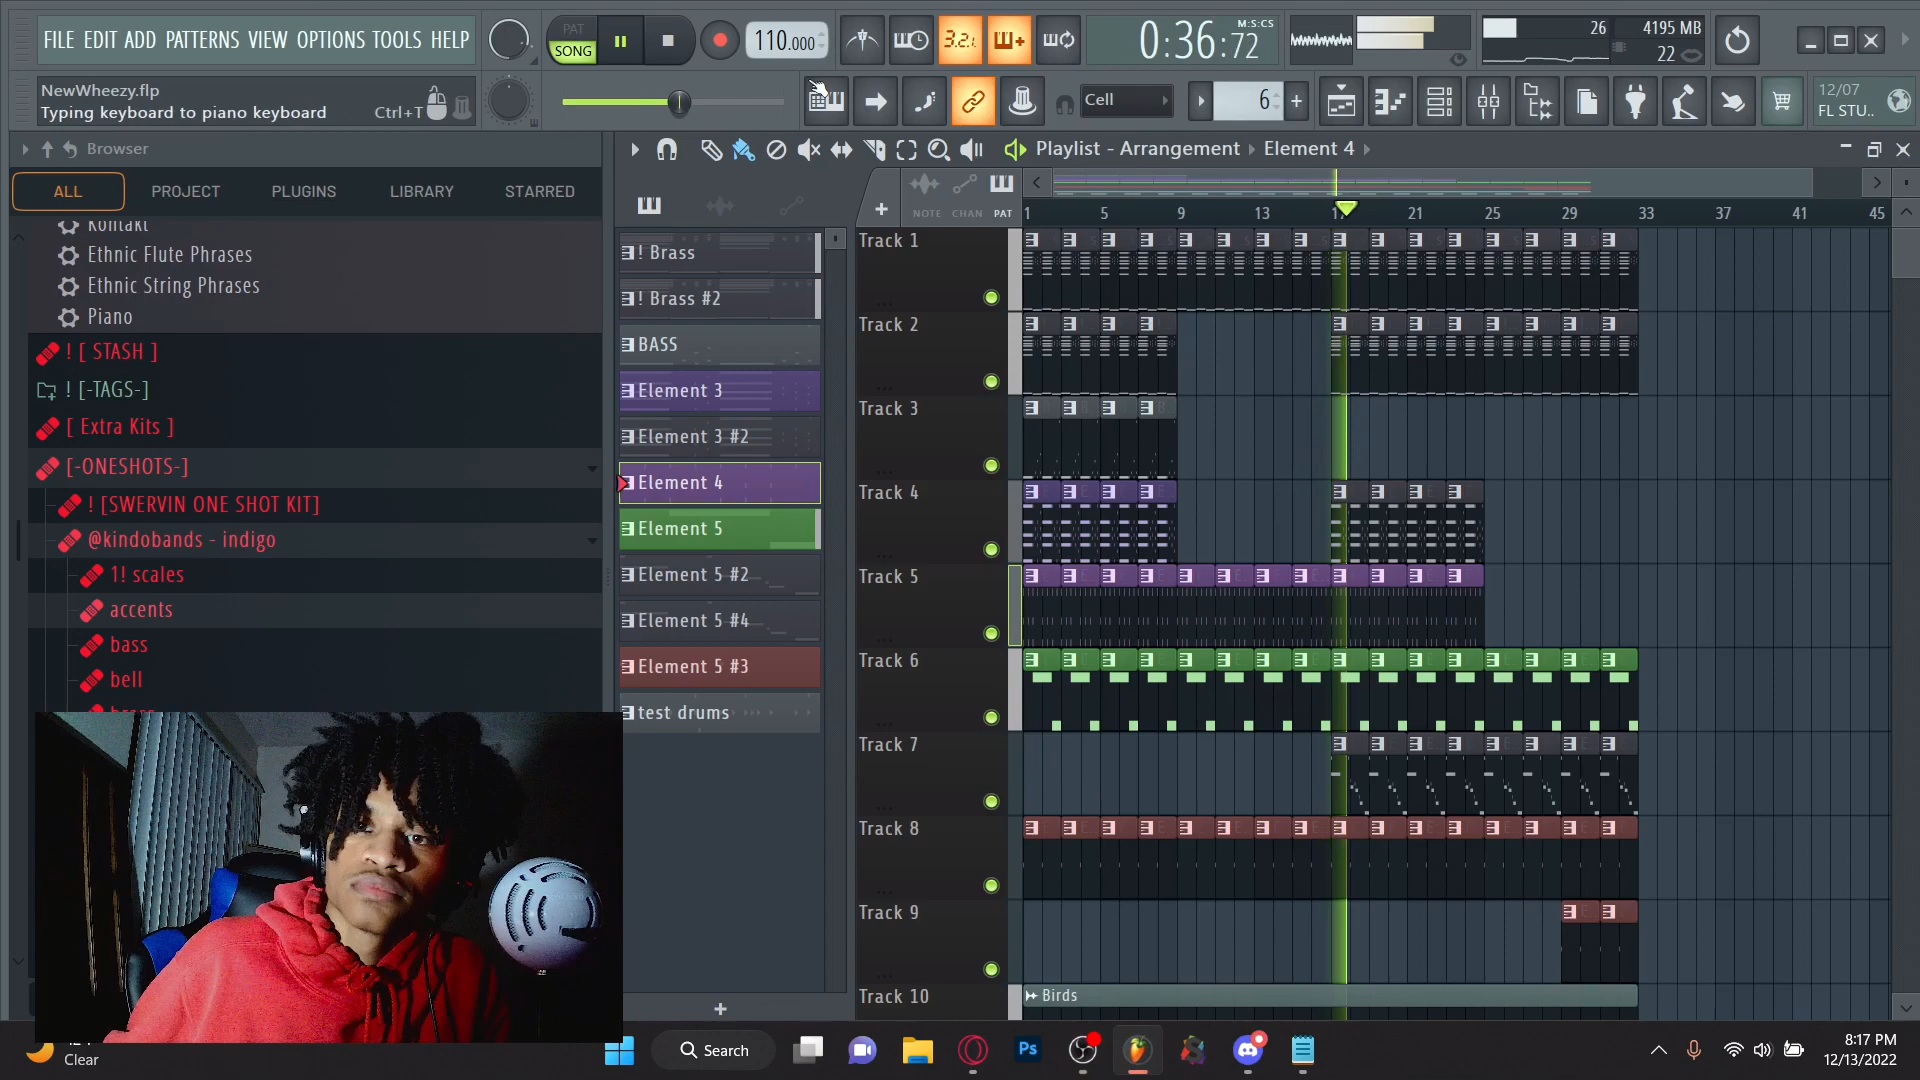 FILE EDIT ADD PATTERNS VIEW OPTIONS TOOLS HELP
PAT
SONG
110.000
3.2.1
0:36:72
M:S:CS
26
4195 MB
22
NewWheezy.flp
Typing keyboard to piano keyboard Ctrl+T
Cell
6
12/07
FL STU..
Browser
Playlist - Arrangement Element 4
ALL
PROJECT
PLUGINS
LIBRARY
STARRED
NOTE CHAN PAT
1 5 9 13 17 21 25 29 33 37 41 45
Kontakt
Ethnic Flute Phrases
Ethnic String Phrases
Piano
! [ STASH ]
! [-TAGS-]
[ Extra Kits ]
[-ONESHOTS-]
! [SWERVIN ONE SHOT KIT]
@kindobands - indigo
1! scales
accents
bass
bell
! Brass
! Brass #2
BASS
Element 3
Element 3 #2
Element 4
Element 5
Element 5 #2
Element 5 #4
Element 5 #3
test drums
Track 1
Track 2
Track 3
Track 4
Track 5
Track 6
Track 7
Track 8
Track 9
Track 10
Birds
Clear
Search
Ps
8:17 PM
12/13/2022